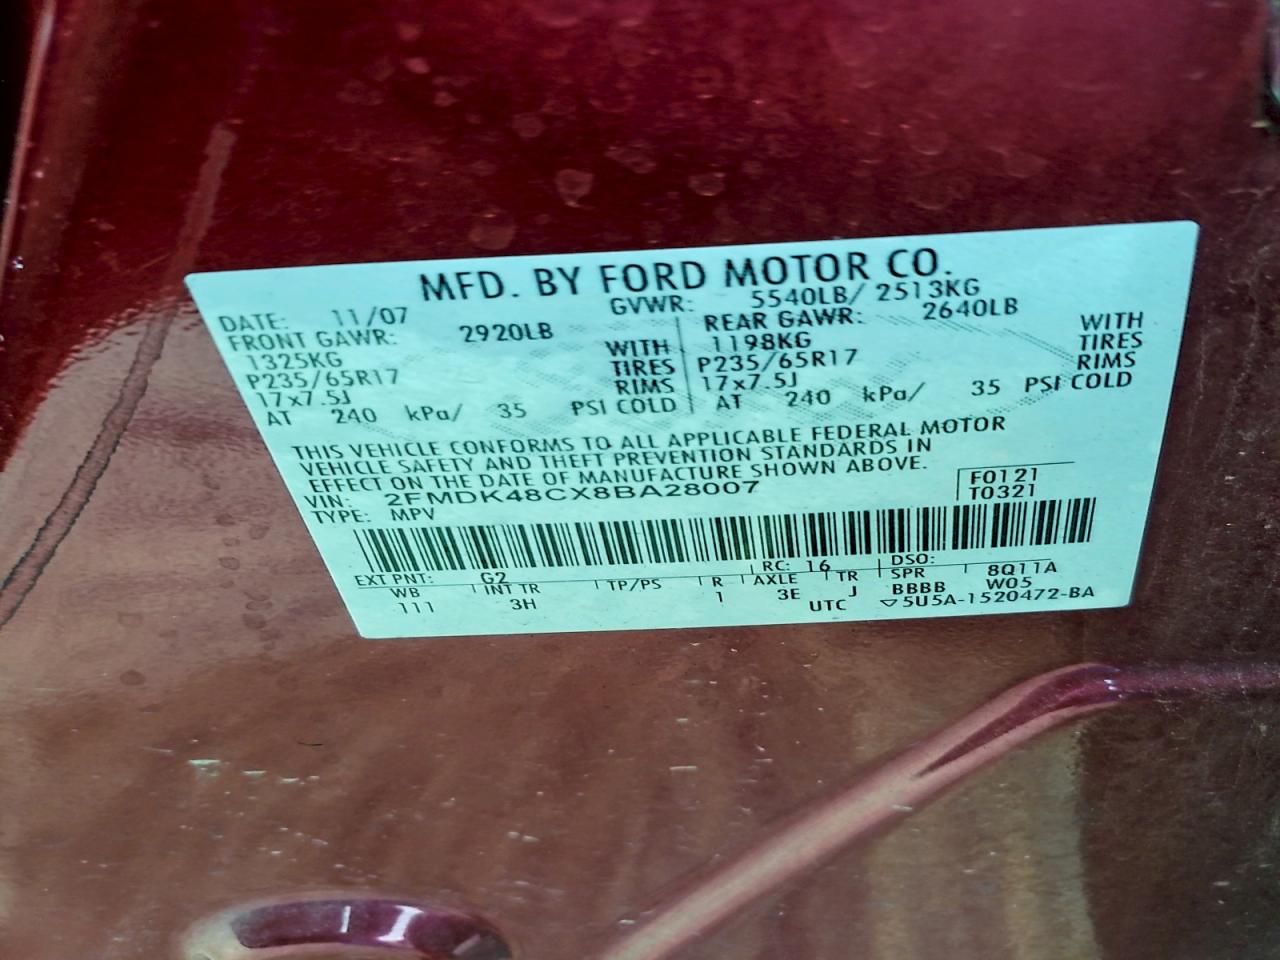 MFD. BY FORD MOTOR CO.
DATE: 11/07 GVWR: 5540LB/ 2513KG
FRONT GAWR: 2920LB REAR GAWR: 2640LB
1325KG WITH 1198KG WITH
P235/65R17 TIRES P235/65R17 TIRES
17x7.5J RIMS 17x7.5J RIMS
AT 240 kPa/ 35 PSI COLD AT 240 kPa/ 35 PSI COLD
THIS VEHICLE CONFORMS TO ALL APPLICABLE FEDERAL MOTOR
VEHICLE SAFETY AND THEFT PREVENTION STANDARDS IN
EFFECT ON THE DATE OF MANUFACTURE SHOWN ABOVE.
VIN: 2FMDK48CX8BA28007 F0121
TYPE: MPV T0321
EXT PNT: G2 RC: 16 DSO:
WB INT TR TP/PS R AXLE TR SPR 8Q11A
111 3H 1 3E J BBBB W05
UTC ▽5U5A-1520472-BA